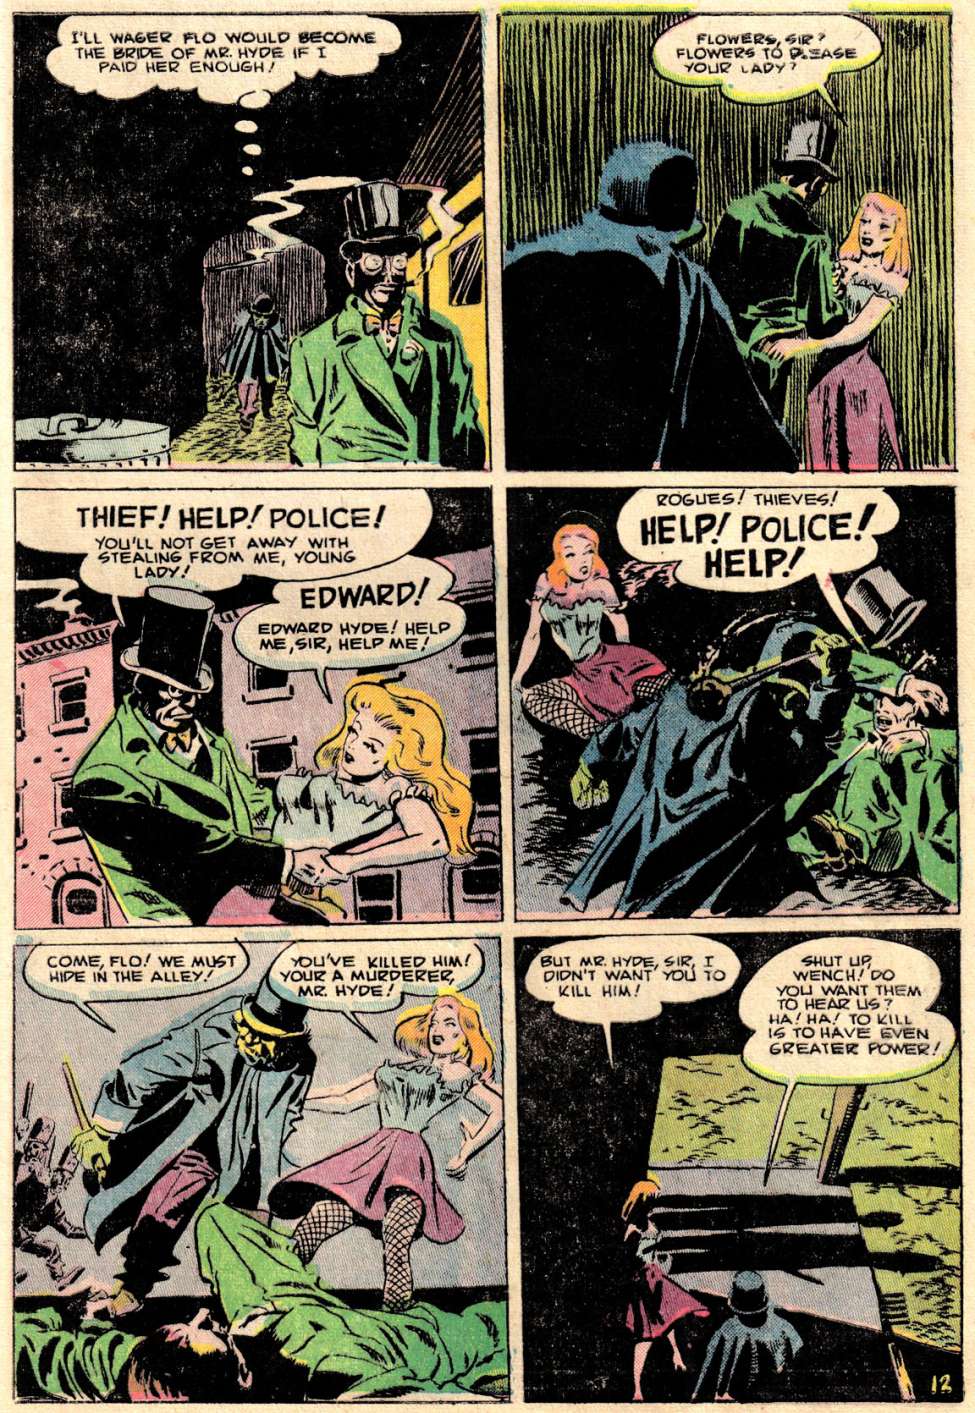 I'LL WAGER FLO WOULD BECOME
THE BRIDE OF MR. HYDE IF I
PAID HER ENOUGH!
FLOWERS, SIR?
FLOWERS TO PLEASE
YOUR LADY?
THIEF! HELP! POLICE!
YOU'LL NOT GET AWAY WITH
STEALING FROM ME, YOUNG
LADY!
EDWARD!
EDWARD HYDE! HELP
ME, SIR, HELP ME!
ROGUES! THIEVES!
HELP! POLICE!
HELP!
COME, FLO! WE MUST
HIDE IN THE ALLEY!
YOU'VE KILLED HIM!
YOUR A MURDERER,
MR. HYDE!
BUT MR. HYDE, SIR, I
DIDN'T WANT YOU TO
KILL HIM!
SHUT UP,
WENCH! DO
YOU WANT THEM
TO HEAR US?
HA! HA! TO KILL
IS TO HAVE EVEN
GREATER POWER!
12